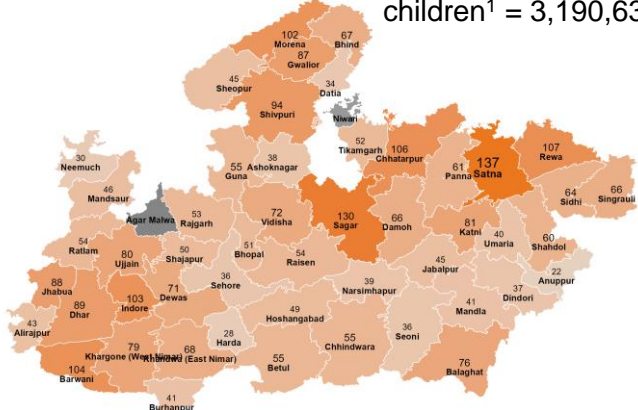 children¹ = 3,190,63
102
Morena
67
Bhind
87
Gwalior
45
Sheopur
34
Datia
94
Shivpuri
Niwari
52
Tikamgarh
106
Chhatarpur
137
Satna
107
Rewa
61
Panna
64
Sidhi
66
Singrauli
30
Neemuch
38
Ashoknagar
55
Guna
46
Mandsaur
Agar Malwa
53
Rajgarh
72
Vidisha
130
Sagar
66
Damoh
81
Katni
40
Umaria
60
Shahdol
54
Ratlam
80
Ujjain
50
Shajapur
51
Bhopal
54
Raisen
45
Jabalpur
22
Anuppur
88
Jhabua
103
Indore
71
Dewas
36
Sehore
39
Narsimhapur
37
Dindori
41
Mandla
89
Dhar
43
Alirajpur
49
Hoshangabad
28
Harda
55
Chhindwara
36
Seoni
79
Khargone (West Nimar)
68
Khandwa (East Nimar)
55
Betul
76
Balaghat
104
Barwani
41
Burhanpur